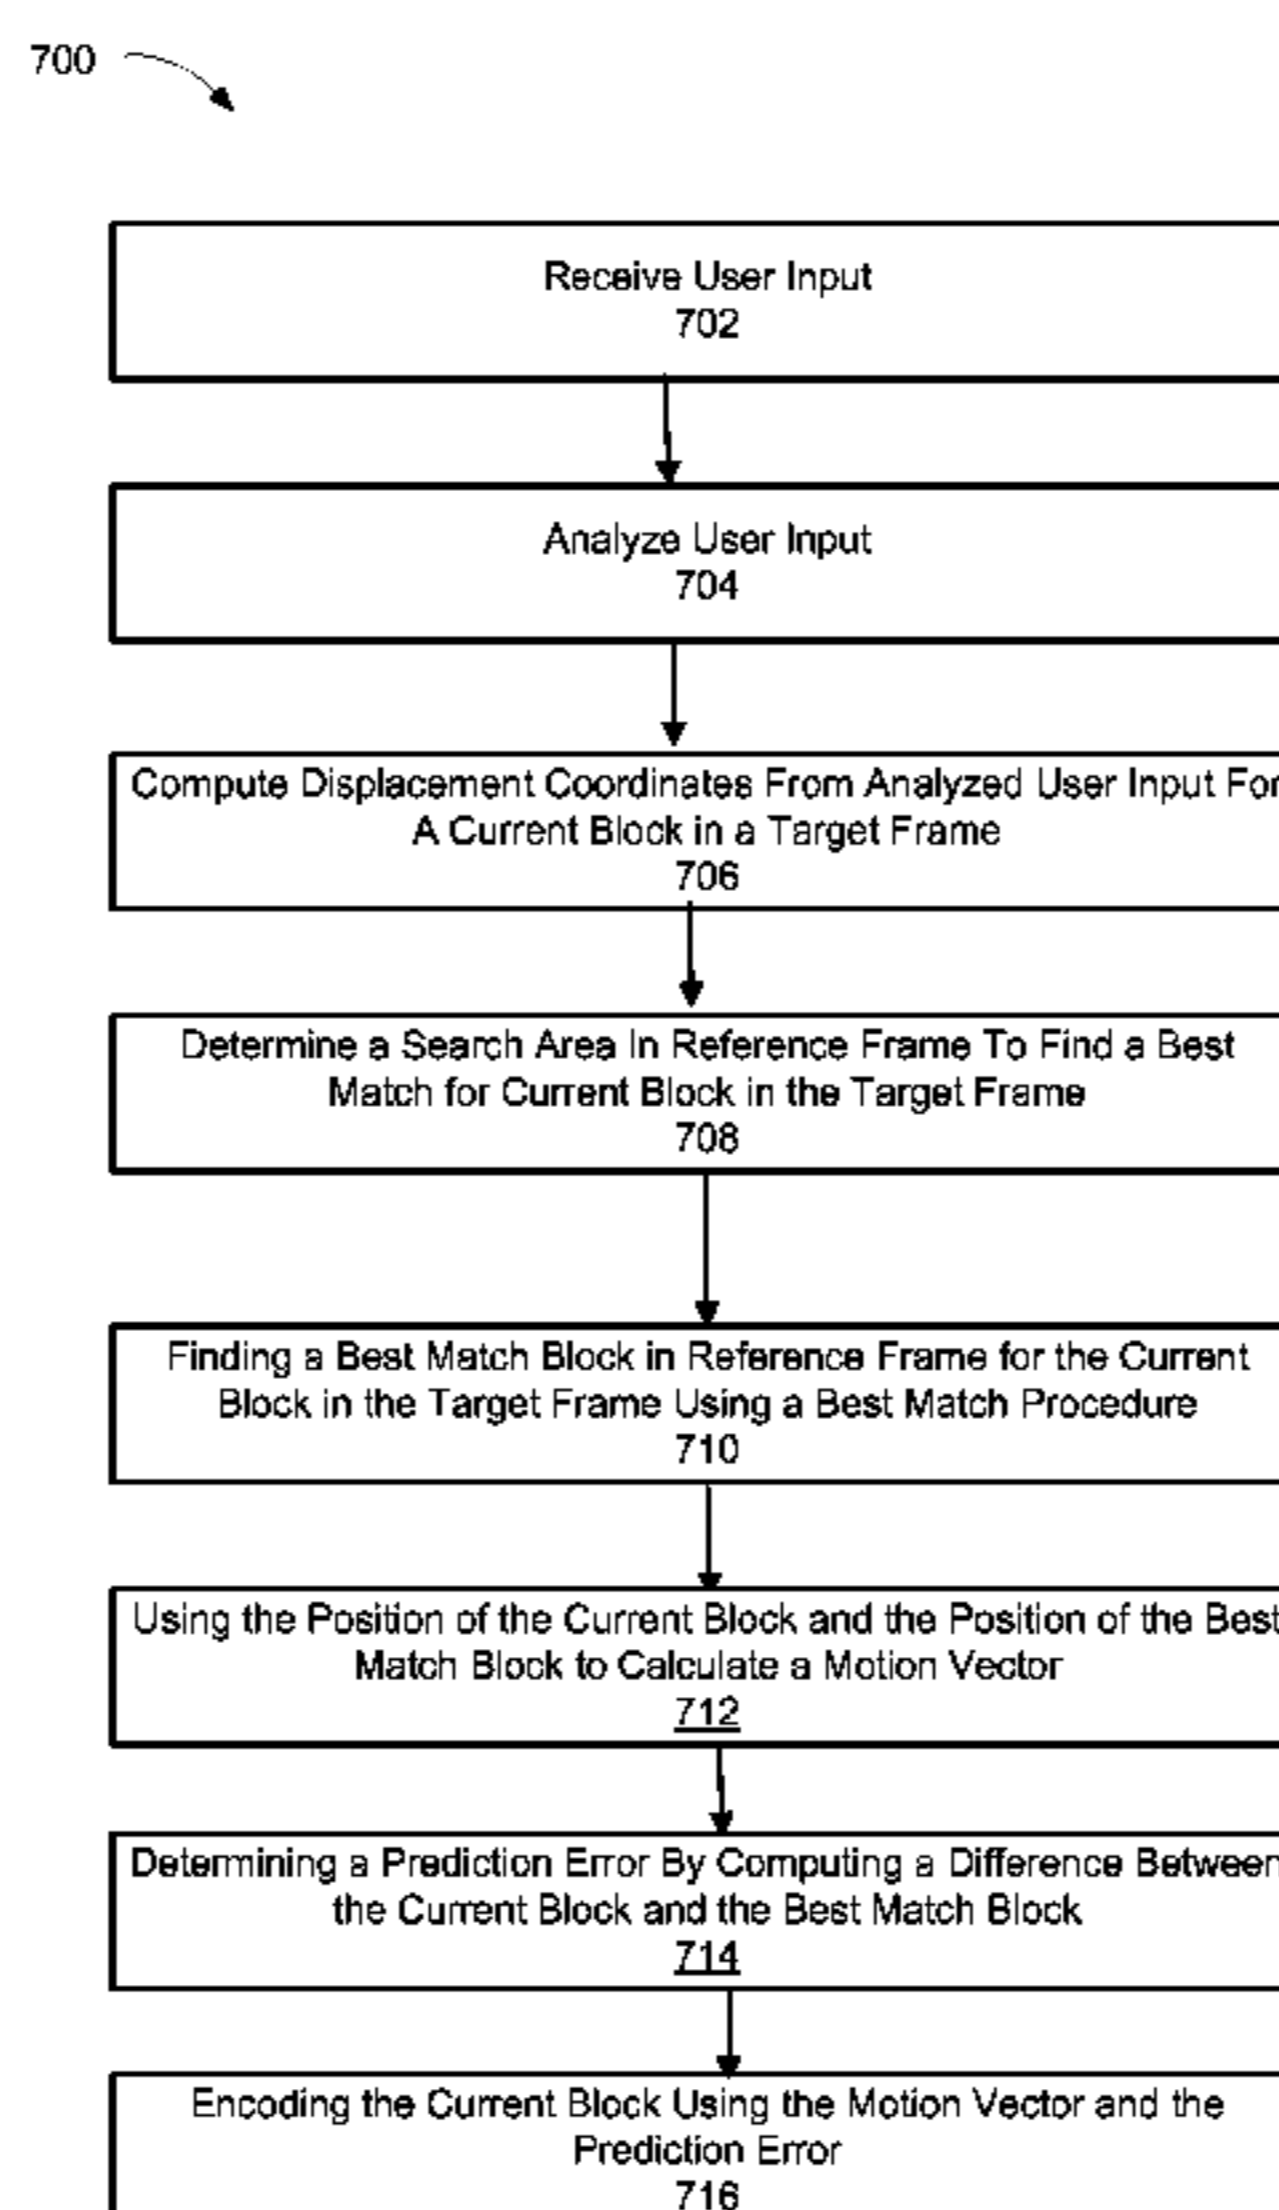 700
Receive User Input
702
Analyze User Input
704
Compute Displacement Coordinates From Analyzed User Input For
A Current Block in a Target Frame
706
Determine a Search Area In Reference Frame To Find a Best
Match for Current Block in the Target Frame
708
Finding a Best Match Block in Reference Frame for the Current
Block in the Target Frame Using a Best Match Procedure
710
Using the Position of the Current Block and the Position of the Best
Match Block to Calculate a Motion Vector
712
Determining a Prediction Error By Computing a Difference Between
the Current Block and the Best Match Block
714
Encoding the Current Block Using the Motion Vector and the
Prediction Error
716